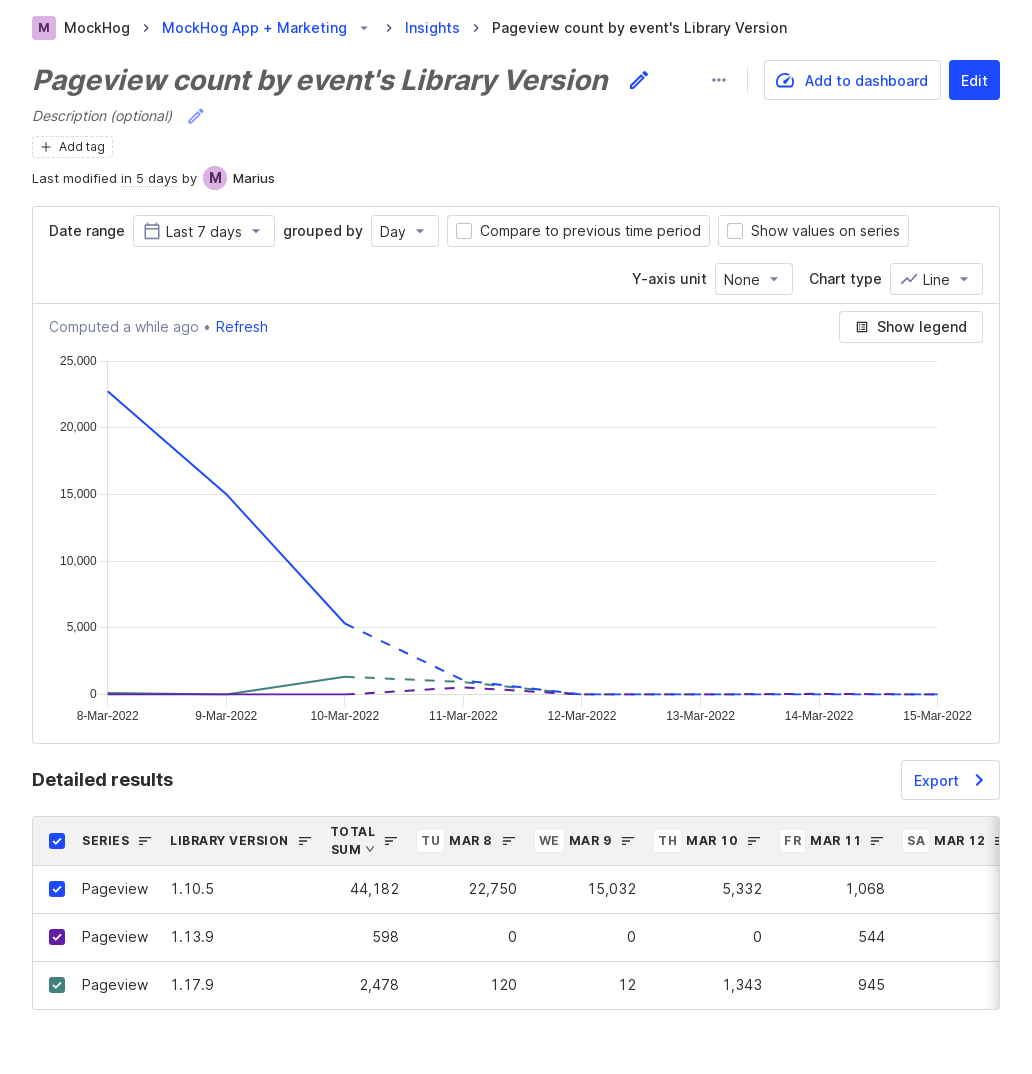 M MockHog MockHog App + Marketing Insights Pageview count by event's Library Version
Pageview count by event's Library Version
Add to dashboard Edit
Description (optional)
Add tag
Last modified in 5 days by M Marius
Date range Last 7 days grouped by Day Compare to previous time period Show values on series
Y-axis unit None Chart type Line
Computed a while ago • Refresh Show legend
25,000
20,000
15,000
10,000
5,000
0
8-Mar-2022 9-Mar-2022 10-Mar-2022 11-Mar-2022 12-Mar-2022 13-Mar-2022 14-Mar-2022 15-Mar-2022
Detailed results Export
SERIES LIBRARY VERSION TOTAL SUM TU MAR 8 WE MAR 9 TH MAR 10 FR MAR 11 SA MAR 12
Pageview 1.10.5 44,182 22,750 15,032 5,332 1,068
Pageview 1.13.9 598 0 0 0 544
Pageview 1.17.9 2,478 120 12 1,343 945